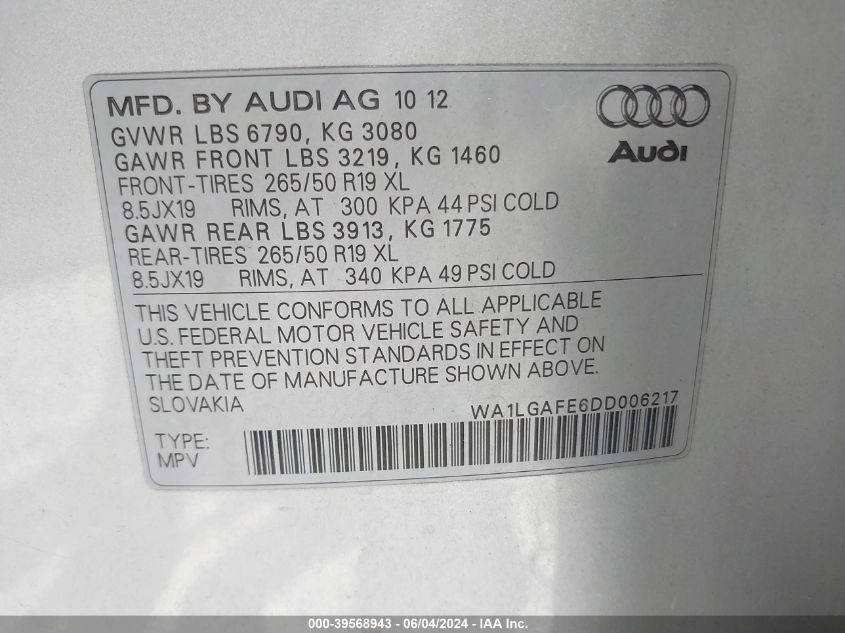 MFD. BY AUDI AG 10 12
GVWR LBS 6790, KG 3080
GAWR FRONT LBS 3219, KG 1460
FRONT-TIRES 265/50 R19 XL
8.5JX19 RIMS, AT 300 KPA 44 PSI COLD
GAWR REAR LBS 3913, KG 1775
REAR-TIRES 265/50 R19 XL
8.5JX19 RIMS, AT 340 KPA 49 PSI COLD
Audi
THIS VEHICLE CONFORMS TO ALL APPLICABLE
U.S. FEDERAL MOTOR VEHICLE SAFETY AND
THEFT PREVENTION STANDARDS IN EFFECT ON
THE DATE OF MANUFACTURE SHOWN ABOVE.
SLOVAKIA WA1LGAFE6DD006217
TYPE:
MPV
000-39568943 - 06/04/2024 - IAA Inc.